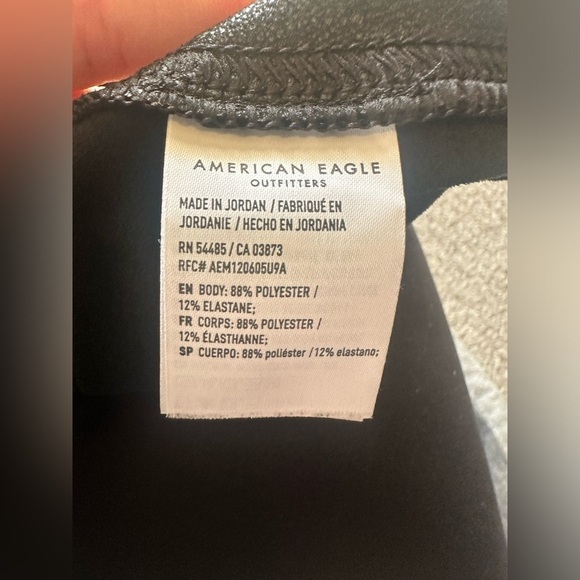 AMERICAN EAGLE
OUTFITTERS
MADE IN JORDAN / FABRIQUÉ EN
JORDANIE / HECHO EN JORDANIA
RN 54485 / CA 03873
RFC# AEM120605U9A
EN BODY: 88% POLYESTER /
12% ELASTANE;
FR CORPS: 88% POLYESTER /
12% ÉLASTHANNE;
SP CUERPO: 88% poliéster / 12% elastano;